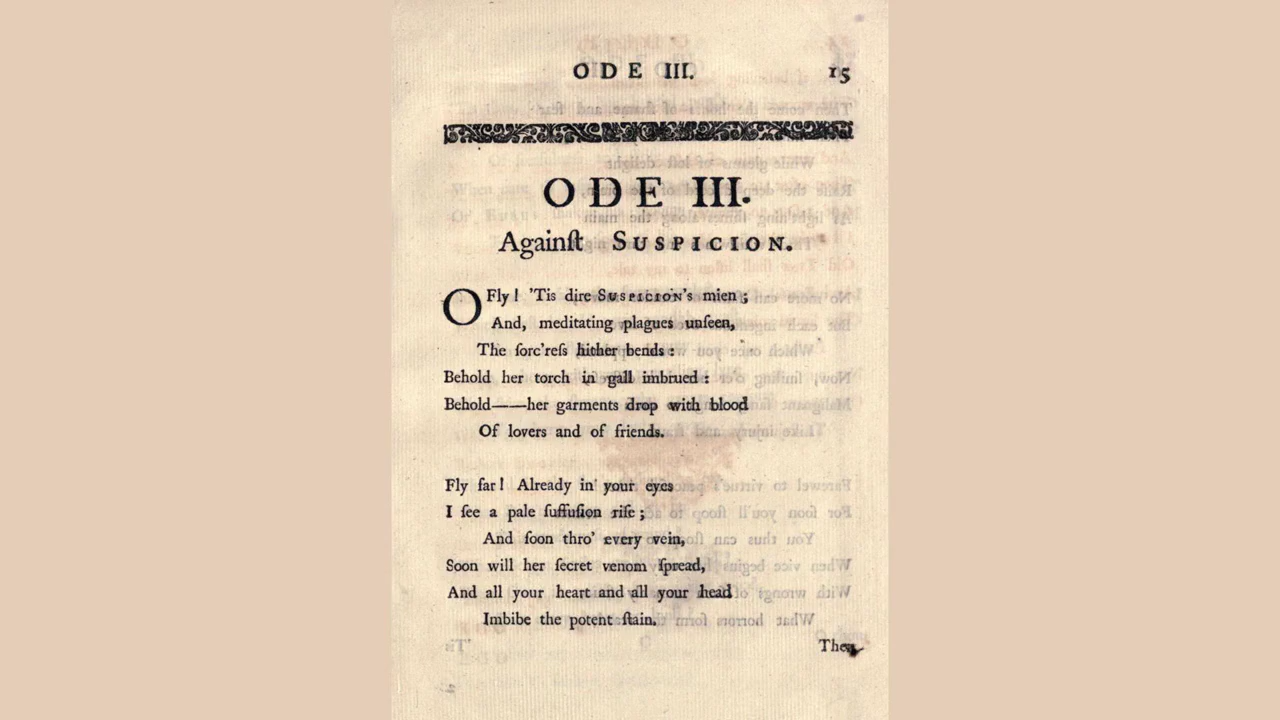 ODE III. 15
ODE III.
Againſt SUSPICION.
O Fly! 'Tis dire SUSPICION's mien;
And, meditating plagues unſeen,
The ſorc'reſs hither bends:
Behold her torch in gall imbrued:
Behold——her garments drop with blood
Of lovers and of friends.
Fly far! Already in your eyes
I ſee a pale ſuffuſion riſe;
And ſoon thro' every vein,
Soon will her ſecret venom ſpread,
And all your heart and all your head
Imbibe the potent ſtain.
Then